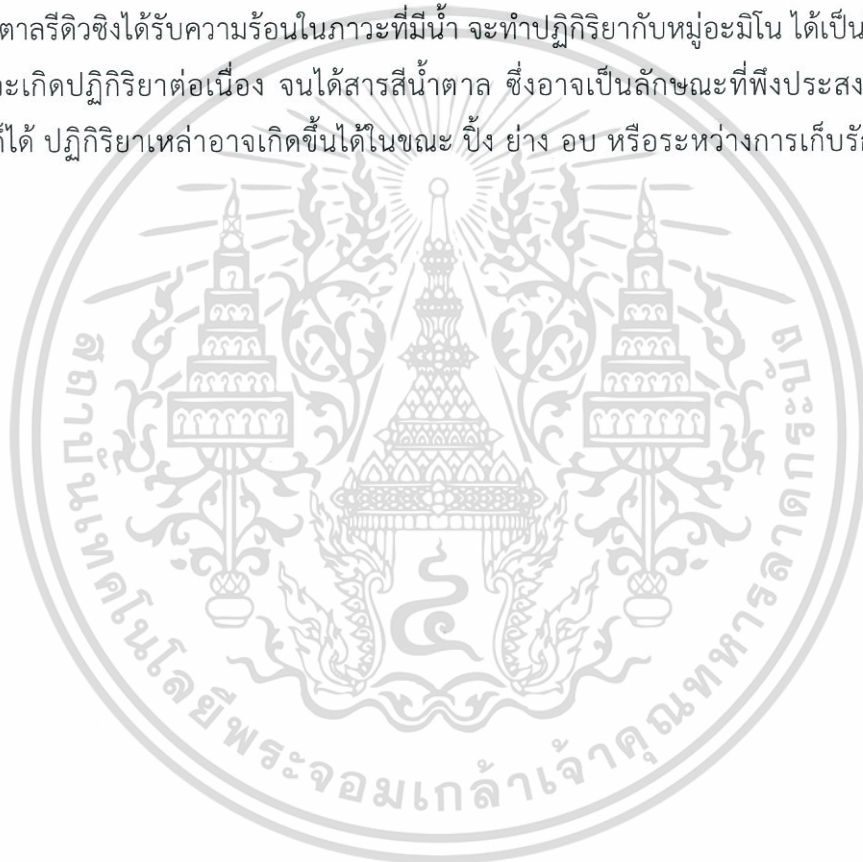 ตาลรีดิวซิงได้รับความร้อนในภาวะที่มีน้ำ จะทำปฏิกิริยากับหมู่อะมิโน ได้เป็น
ะเกิดปฏิกิริยาต่อเนื่อง จนได้สารสีน้ำตาล ซึ่งอาจเป็นลักษณะที่พึงประสง
ก็ได้ ปฏิกิริยาเหล่าอาจเกิดขึ้นได้ในขณะ ปิ้ง ย่าง อบ หรือระหว่างการเก็บรั
สถาบันเทคโนโลยีพระจอมเกล้าเจ้าคุณทหารลาดกระบัง
๔